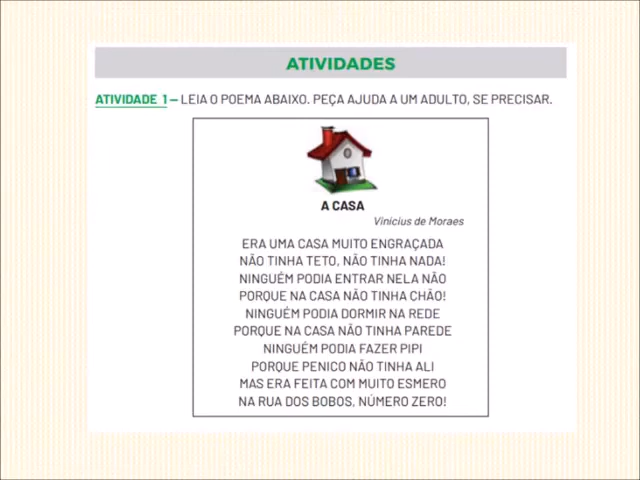 ATIVIDADES
ATIVIDADE 1 – LEIA O POEMA ABAIXO. PEÇA AJUDA A UM ADULTO, SE PRECISAR.
A CASA
Vinicius de Moraes
ERA UMA CASA MUITO ENGRAÇADA
NÃO TINHA TETO, NÃO TINHA NADA!
NINGUÉM PODIA ENTRAR NELA NÃO
PORQUE NA CASA NÃO TINHA CHÃO!
NINGUÉM PODIA DORMIR NA REDE
PORQUE NA CASA NÃO TINHA PAREDE
NINGUÉM PODIA FAZER PIPI
PORQUE PENICO NÃO TINHA ALI
MAS ERA FEITA COM MUITO ESMERO
NA RUA DOS BOBOS, NÚMERO ZERO!